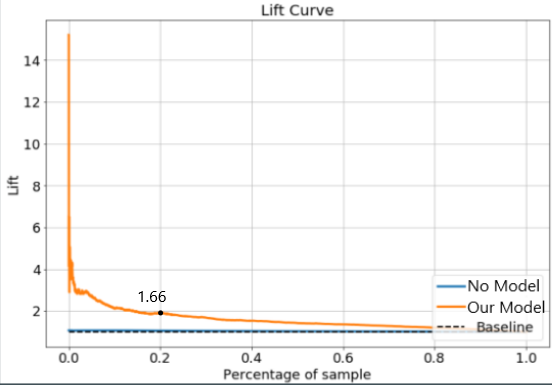 Lift Curve
Lift
14
12
10
8
6
4
2
1.66
No Model
Our Model
Baseline
0.0 0.2 0.4 0.6 0.8 1.0
Percentage of sample